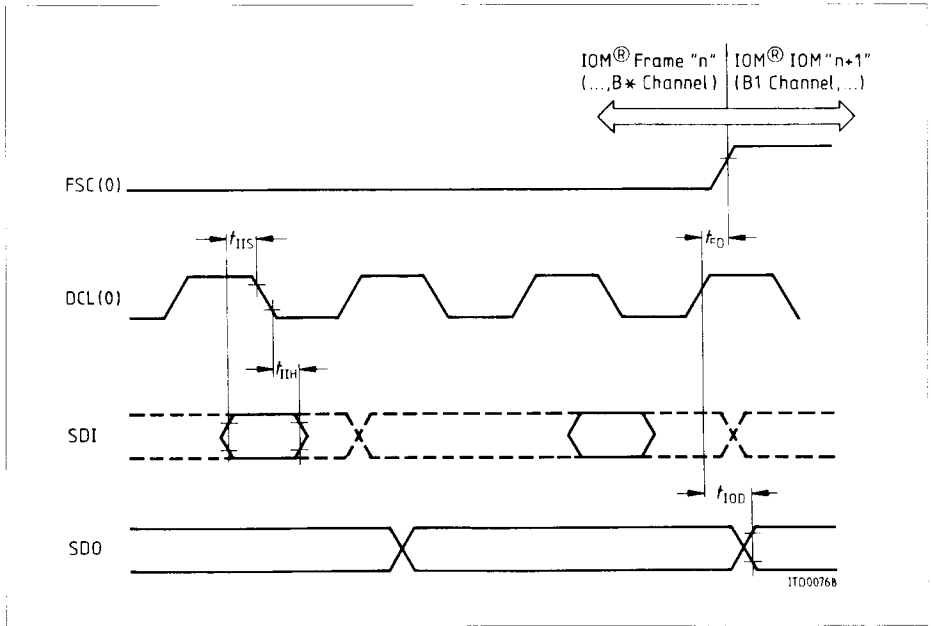 IOM® Frame "n" IOM® IOM "n+1"
(...,B* Channel) (B1 Channel,...)
FSC(0)
tIIS
tFD
DCL(0)
tIIH
SDI
tIOD
SDO
ITD00768